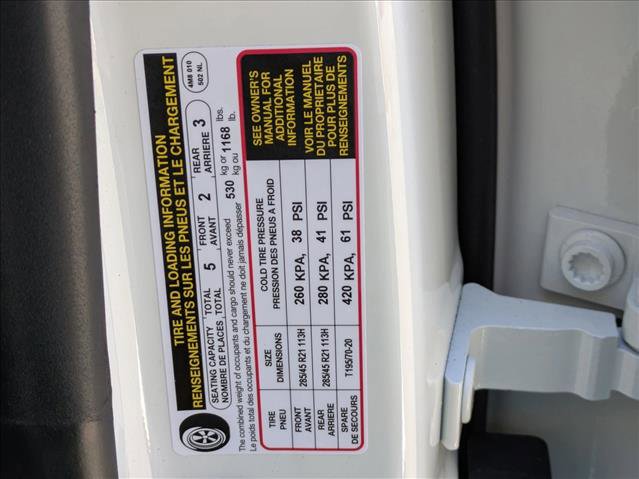 TIRE AND LOADING INFORMATION
RENSEIGNEMENTS SUR LES PNEUS ET LE CHARGEMENT
4M8 010
502 NL
SEATING CAPACITY TOTAL 5 FRONT 2 REAR 3
NOMBRE DE PLACES TOTAL AVANT ARRIERE
The combined weight of occupants and cargo should never exceed 530 kg or 1168 lbs.
Le poids total des occupants et du chargement ne doit jamais dépasser kg ou lb.
TIRE SIZE COLD TIRE PRESSURE
PNEU DIMENSIONS PRESSION DES PNEUS A FROID
FRONT 285/45 R21 113H 260 KPA, 38 PSI
AVANT
REAR 285/45 R21 113H 280 KPA, 41 PSI
ARRIERE
SPARE T195/70-20 420 KPA, 61 PSI
DE SECOURS
SEE OWNER'S
MANUAL FOR
ADDITIONAL
INFORMATION
VOIR LE MANUEL
DU PROPRIETAIRE
POUR PLUS DE
RENSEIGNEMENTS